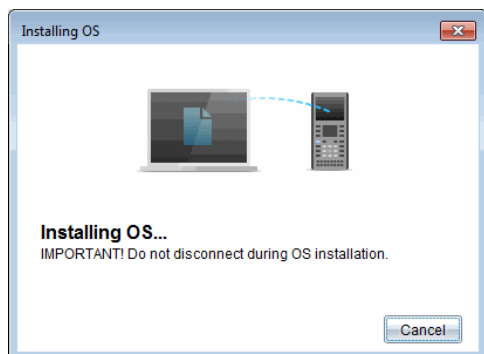 Installing OS
Installing OS...
IMPORTANT! Do not disconnect during OS installation.
Cancel